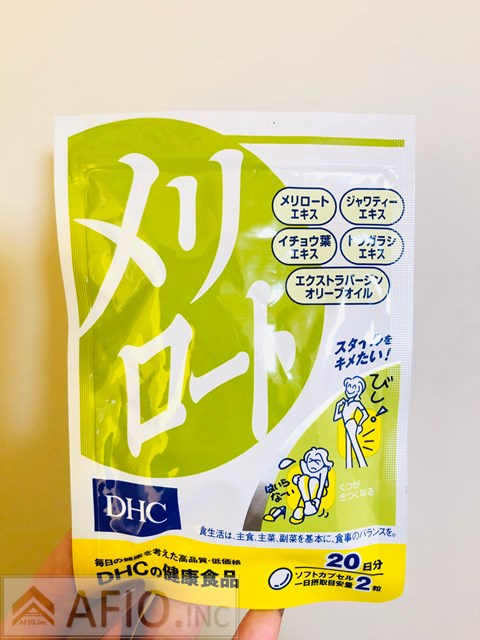 メリロート
メリロート
エキス
ジャワティー
エキス
イチョウ葉
エキス
トウガラシ
エキス
エクストラバージン
オリーブオイル
スタイルを
キメたい!
びしっ!
はいら
な〜い
くつが
きつくなる
DHC
食生活は、主食、主菜、副菜を基本に、食事のバランスを。
毎日の健康を考えた高品質・低価格
DHCの健康食品
20日分
ソフトカプセル
一日摂取目安量2粒
AFIO.INC
AFIO.INC